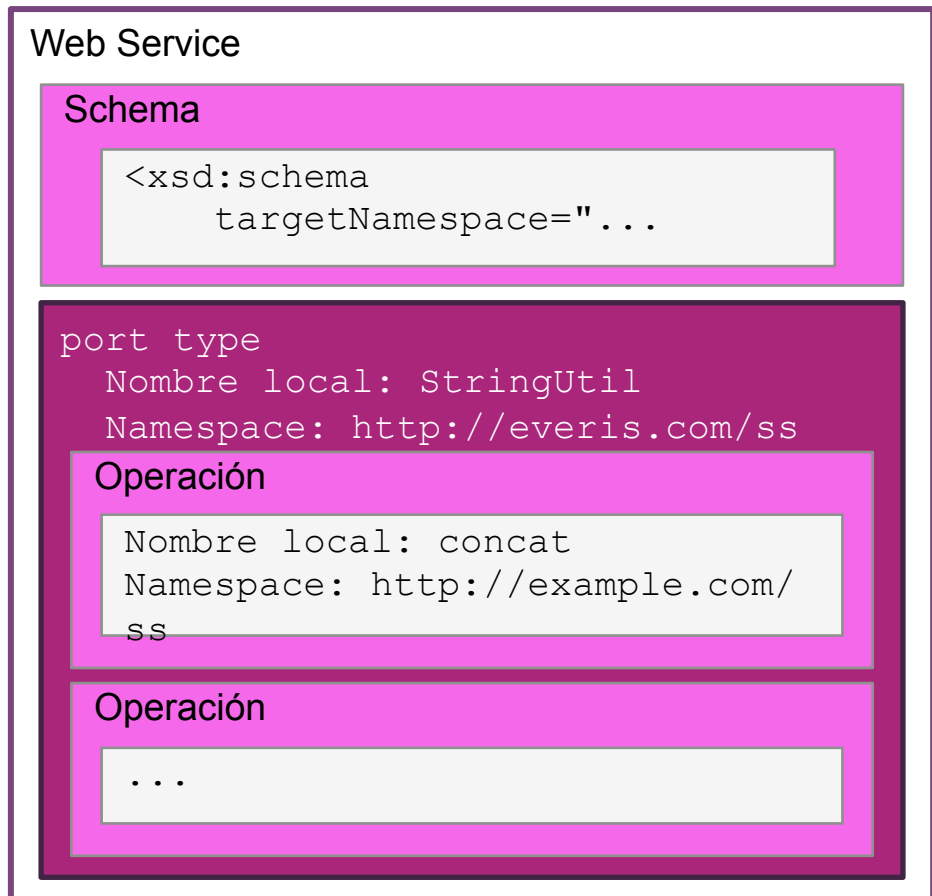 Web Service
Schema
<xsd:schema
targetNamespace="...
port type
Nombre local: StringUtil
Namespace: http://everis.com/ss
Operación
Nombre local: concat
Namespace: http://example.com/
ss
Operación
...